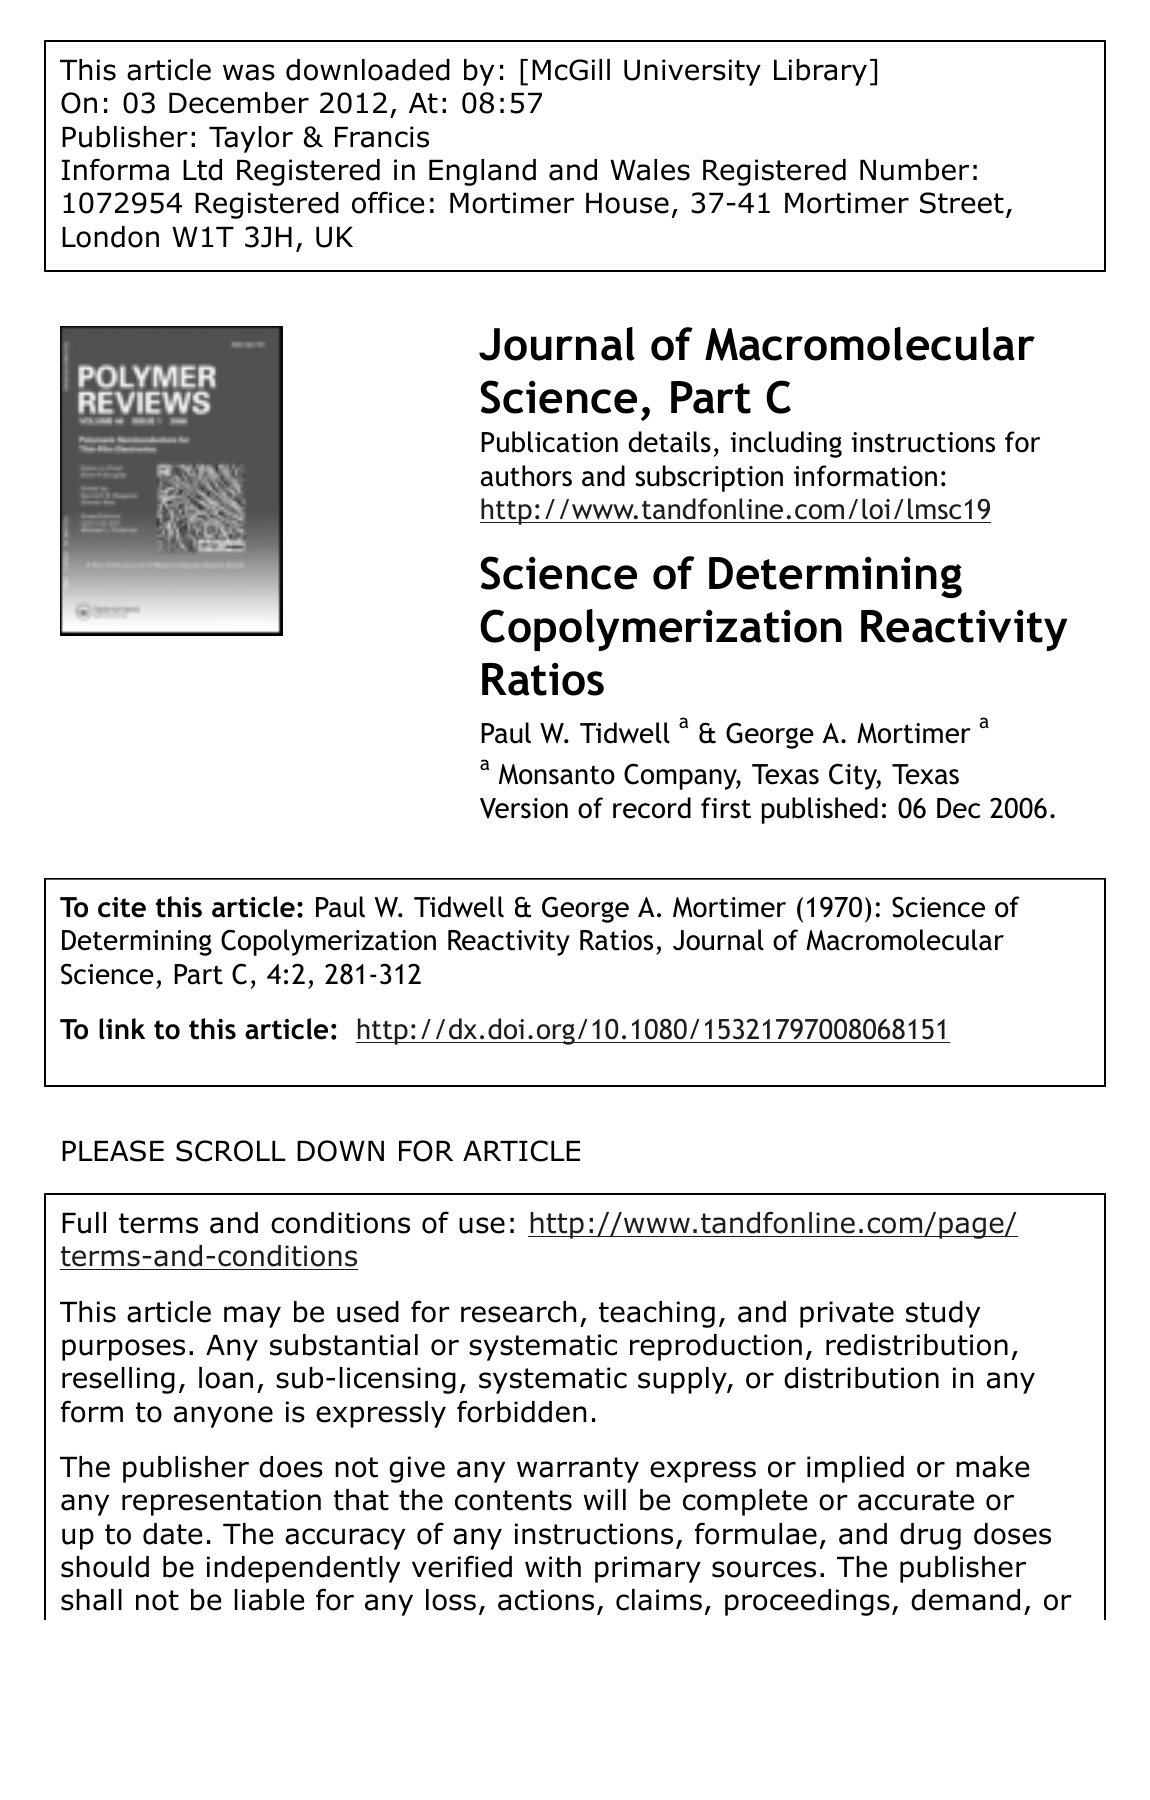 This article was downloaded by: [McGill University Library]
On: 03 December 2012, At: 08:57
Publisher: Taylor & Francis
Informa Ltd Registered in England and Wales Registered Number:
1072954 Registered office: Mortimer House, 37-41 Mortimer Street,
London W1T 3JH, UK
POLYMER
REVIEWS
VOLUME 48 ISSUE 1 2008
Polymeric Semiconductors for
Thin-Film Electronics
Journal of Macromolecular
Science, Part C
Publication details, including instructions for
authors and subscription information:
http://www.tandfonline.com/loi/lmsc19
Science of Determining
Copolymerization Reactivity
Ratios
Paul W. Tidwell a & George A. Mortimer a
a Monsanto Company, Texas City, Texas
Version of record first published: 06 Dec 2006.
To cite this article: Paul W. Tidwell & George A. Mortimer (1970): Science of
Determining Copolymerization Reactivity Ratios, Journal of Macromolecular
Science, Part C, 4:2, 281-312
To link to this article: http://dx.doi.org/10.1080/15321797008068151
PLEASE SCROLL DOWN FOR ARTICLE
Full terms and conditions of use: http://www.tandfonline.com/page/
terms-and-conditions
This article may be used for research, teaching, and private study
purposes. Any substantial or systematic reproduction, redistribution,
reselling, loan, sub-licensing, systematic supply, or distribution in any
form to anyone is expressly forbidden.
The publisher does not give any warranty express or implied or make
any representation that the contents will be complete or accurate or
up to date. The accuracy of any instructions, formulae, and drug doses
should be independently verified with primary sources. The publisher
shall not be liable for any loss, actions, claims, proceedings, demand, or